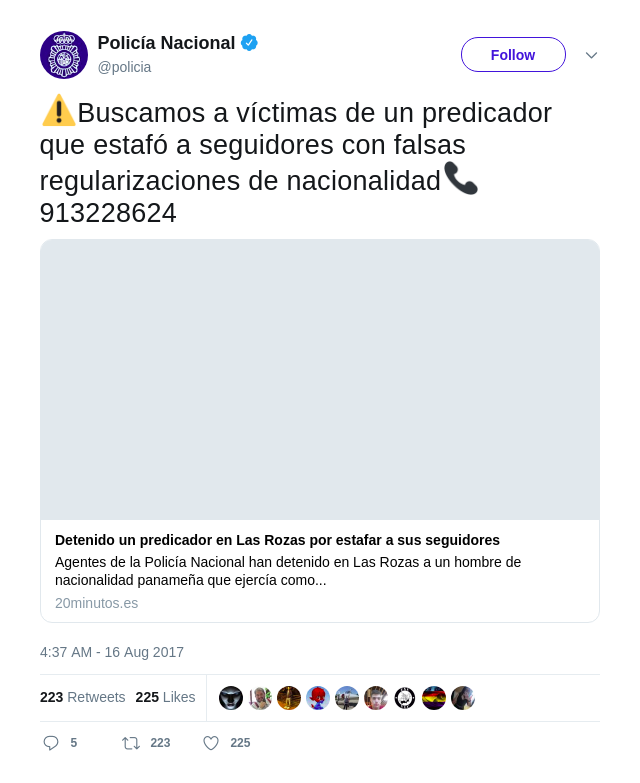 Policía Nacional
@policia
Follow
⚠️Buscamos a víctimas de un predicador
que estafó a seguidores con falsas
regularizaciones de nacionalidad📞
913228624
Detenido un predicador en Las Rozas por estafar a sus seguidores
Agentes de la Policía Nacional han detenido en Las Rozas a un hombre de
nacionalidad panameña que ejercía como...
20minutos.es
4:37 AM - 16 Aug 2017
223 Retweets 225 Likes
5 223 225